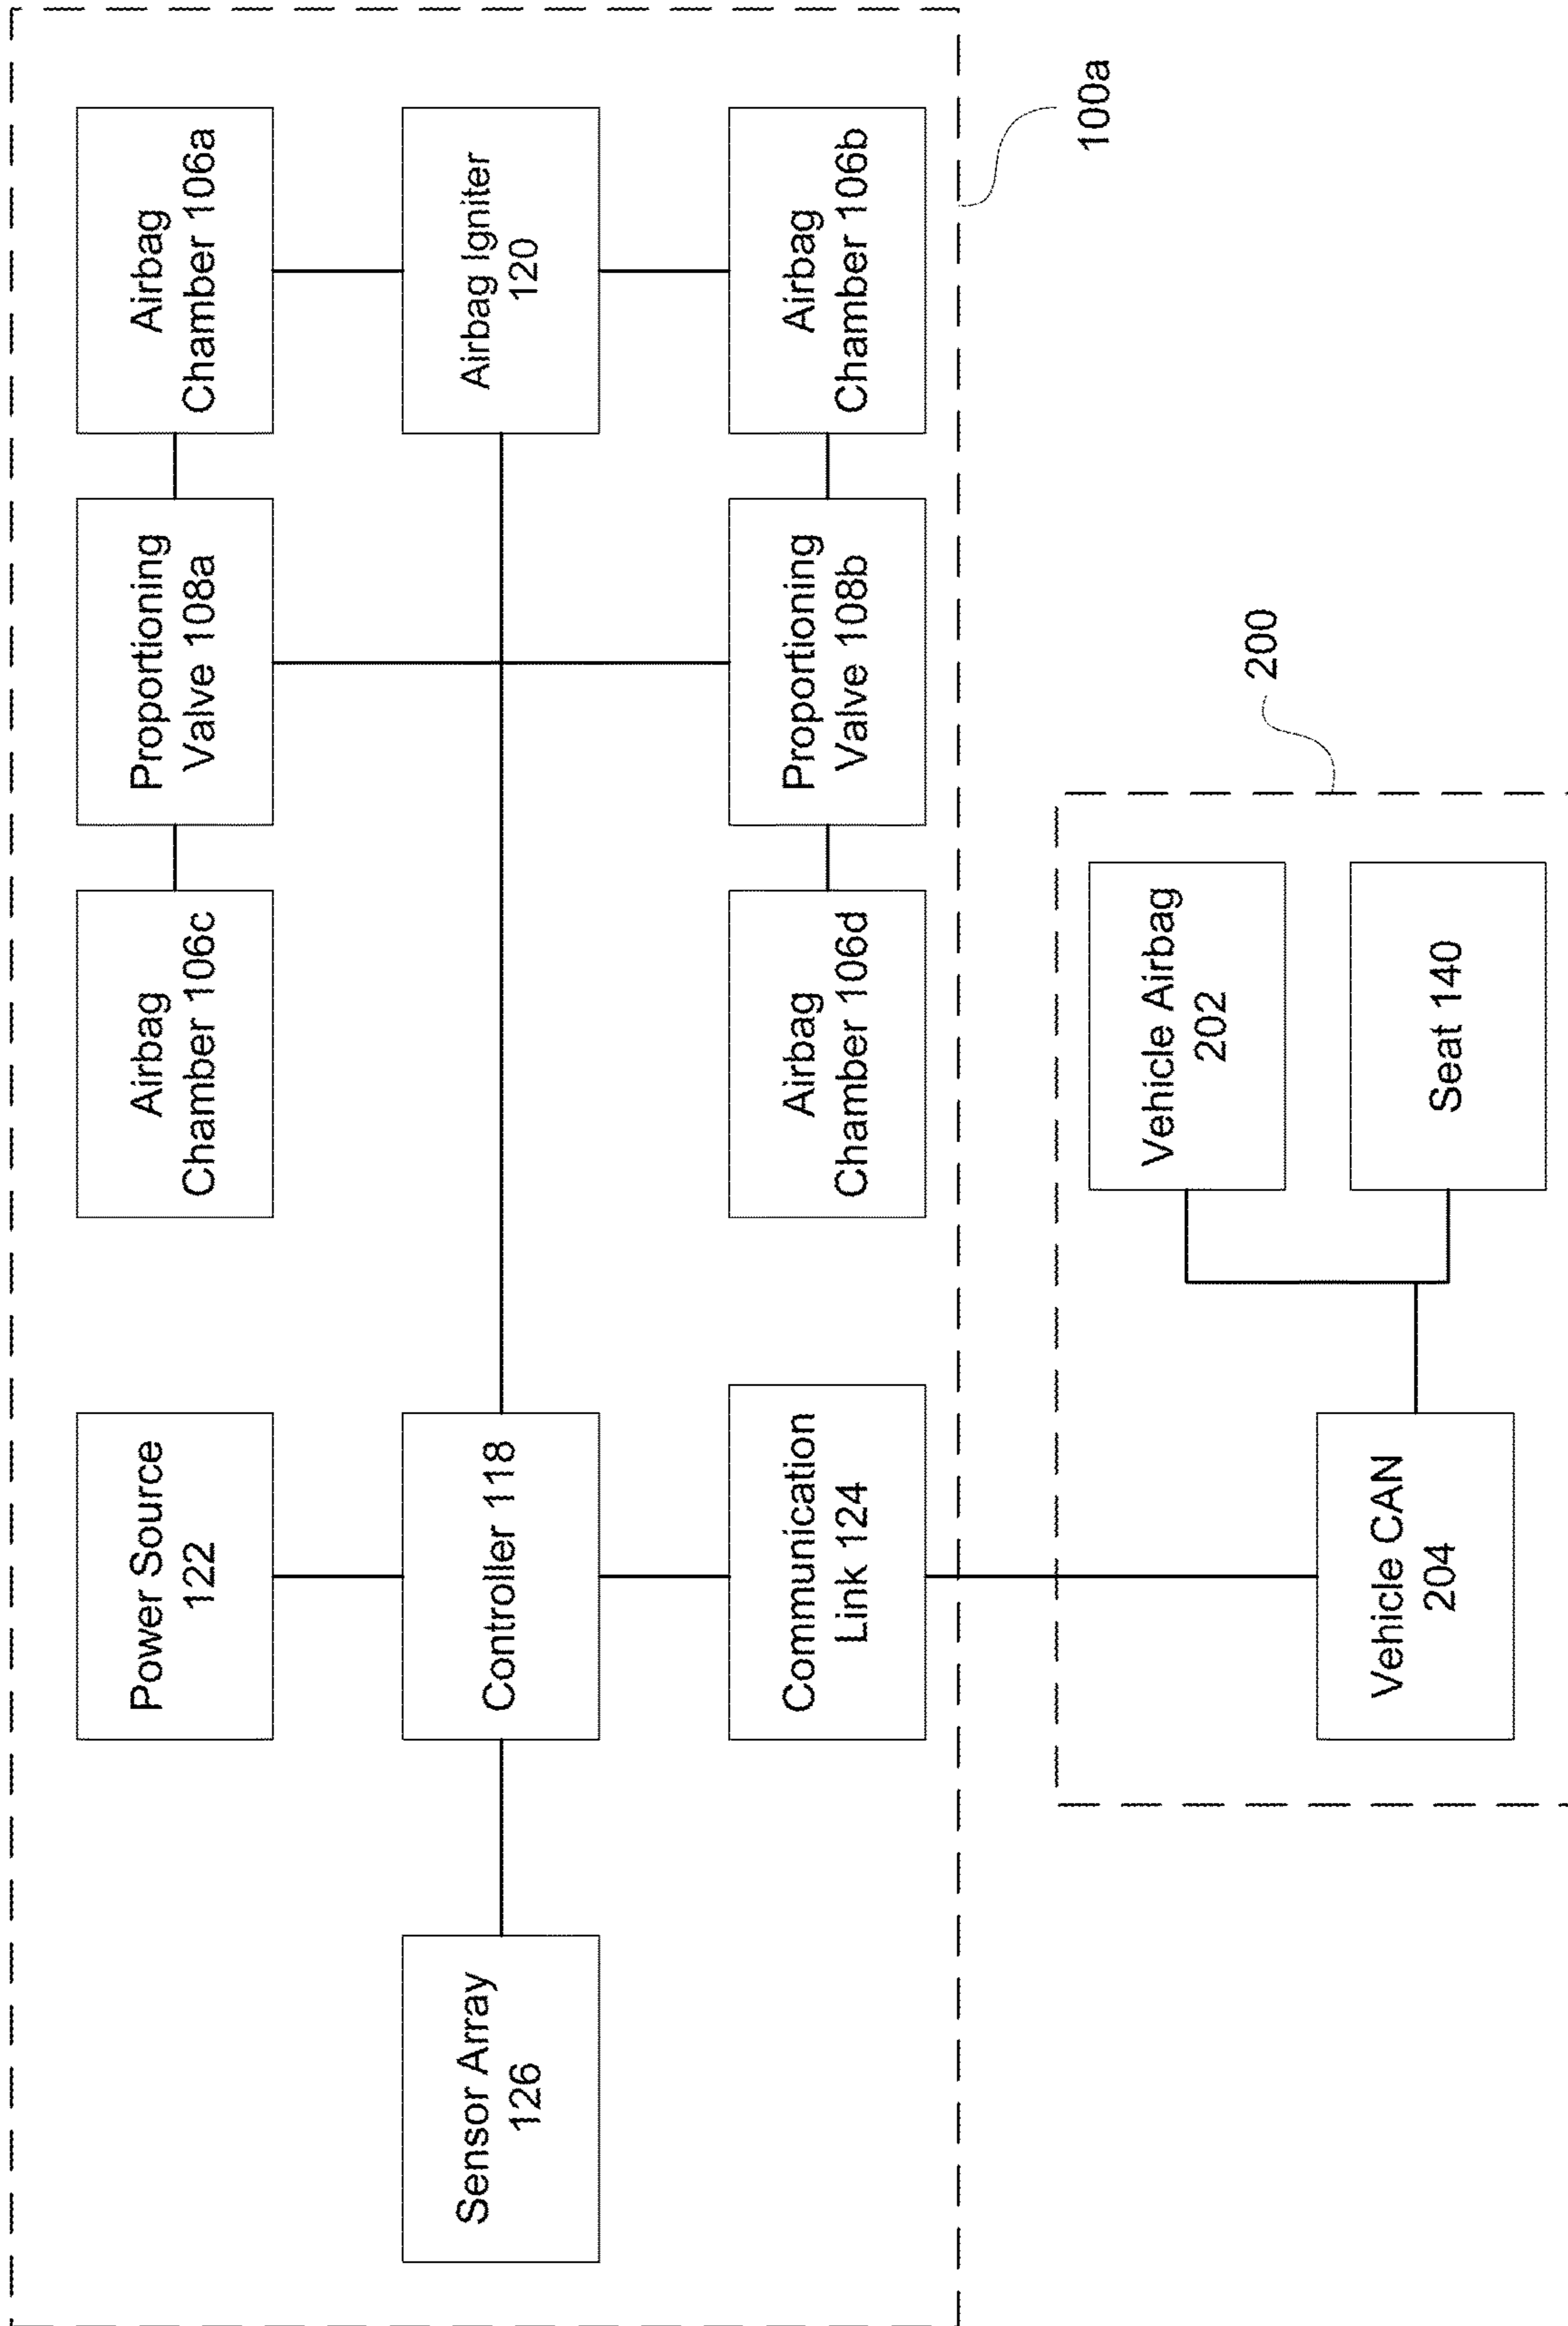 Power Source
122
Airbag
Chamber 106c
Proportioning
Valve 108a
Airbag
Chamber 106a
Sensor Array
126
Controller 118
Airbag Igniter
120
Communication
Link 124
Airbag
Chamber 106d
Proportioning
Valve 108b
Airbag
Chamber 106b
100a
200
Vehicle Airbag
202
Vehicle CAN
204
Seat 140